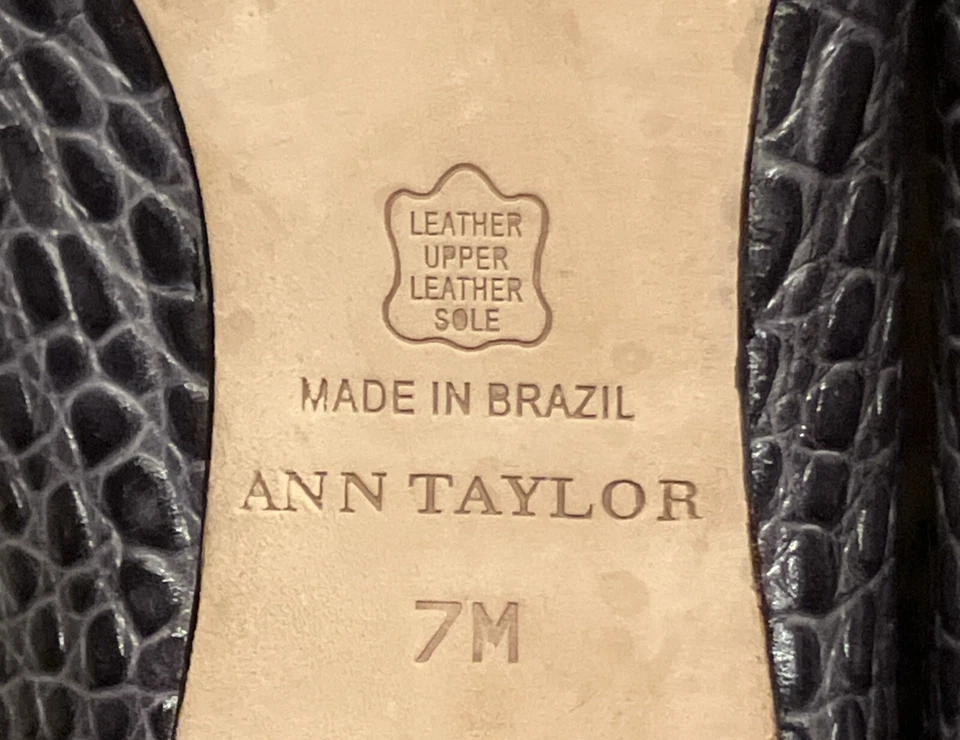 LEATHER
UPPER
LEATHER
SOLE
MADE IN BRAZIL
ANN TAYLOR
7M